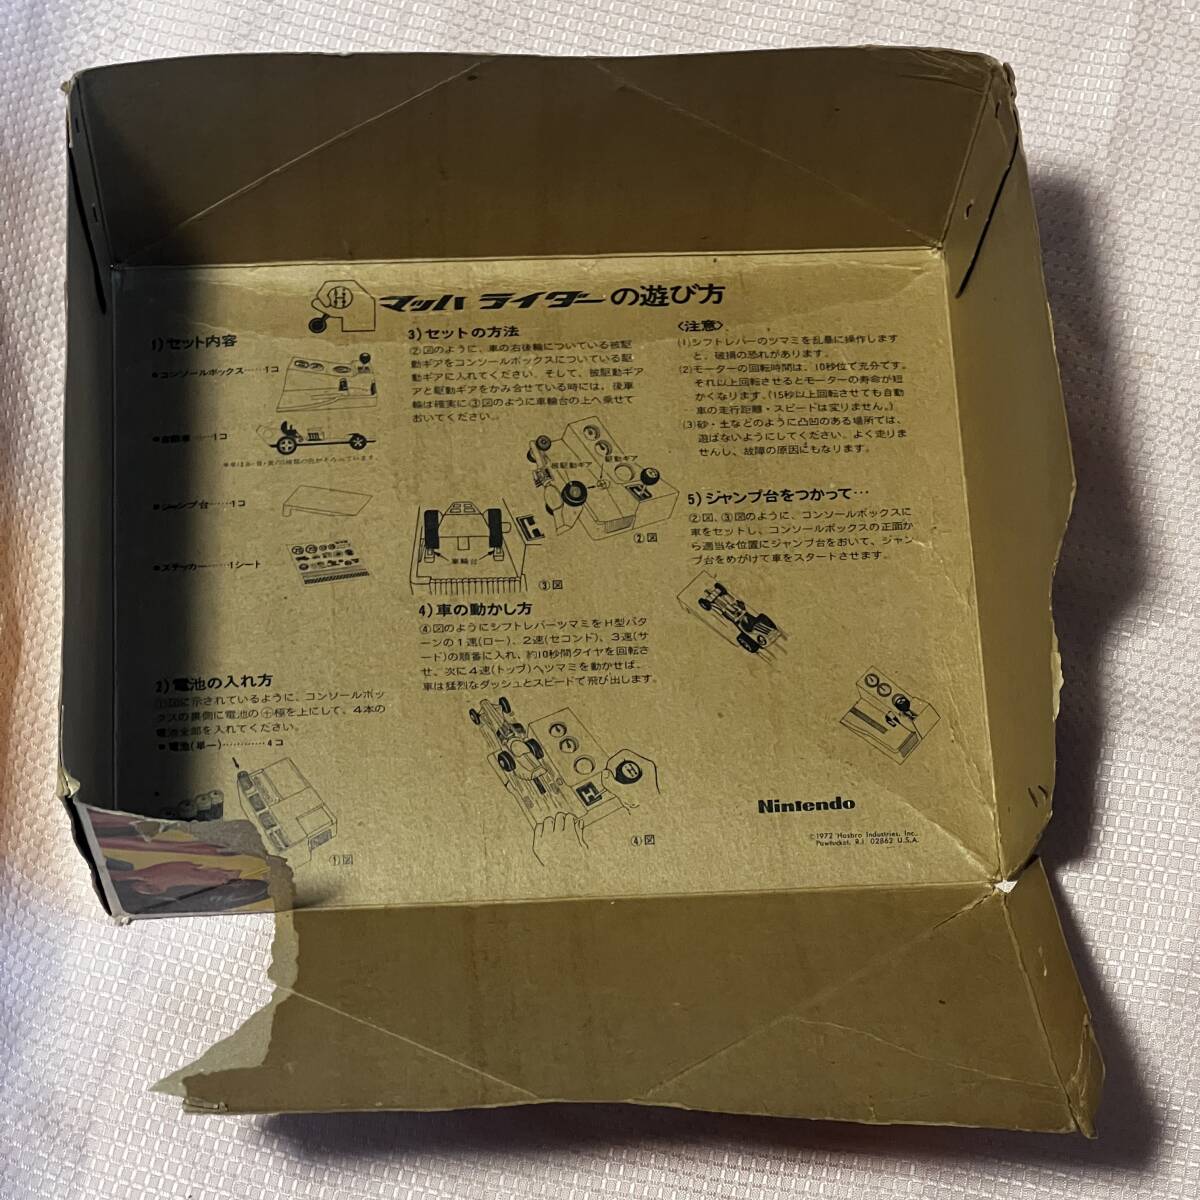 マッハ ライダーの遊び方
1)セット内容
●コンソールボックス……1コ
●自動車……1コ
●ジャンプ台……1コ
●ステッカー……1シート
2)電池の入れ方
①図に示されているように、コンソールボッ
クスの裏側に電池の⊕極を上にして、4本の
電池全部を入れてください。
●電池(単一)…………4コ
①図
3)セットの方法
②図のように、車の右後輪についている被駆
動ギアをコンソールボックスについている駆
動ギアに入れてください。そして、被駆動ギア
と駆動ギアをかみ合せている時には、後車
輪は確実に③図のように車輪台の上へ乗せて
おいてください。
被駆動ギア
駆動ギア
②図
車輪台
③図
4)車の動かし方
④図のようにシフトレバーツマミをH型パタ
ーンの1速(ロー)、2速(セコンド)、3速(サ
ード)の順番に入れ、約10秒間タイヤを回転さ
せ、次に4速(トップ)へツマミを動かせば、
車は猛烈なダッシュとスピードで飛び出します。
H
④図
〈注意〉
(1)シフトレバーのツマミを乱暴に操作します
と、破損の恐れがあります。
(2)モーターの回転時間は、10秒位で充分です。
それ以上回転させるとモーターの寿命が短
かくなります。(15秒以上回転させても自動
車の走行距離・スピードは変りません。)
(3)砂・土などのように凸凹のある場所では、
遊ばないようにしてください。よく走りま
せんし、故障の原因にもなります。
5)ジャンプ台をつかって…
②図、③図のように、コンソールボックスに
車をセットし、コンソールボックスの正面か
ら適当な位置にジャンプ台をおいて、ジャン
プ台をめがけて車をスタートさせます。
Nintendo
©1972 Hasbro Industries, Inc.,
Pawtucket, R.I. 02862 U.S.A.